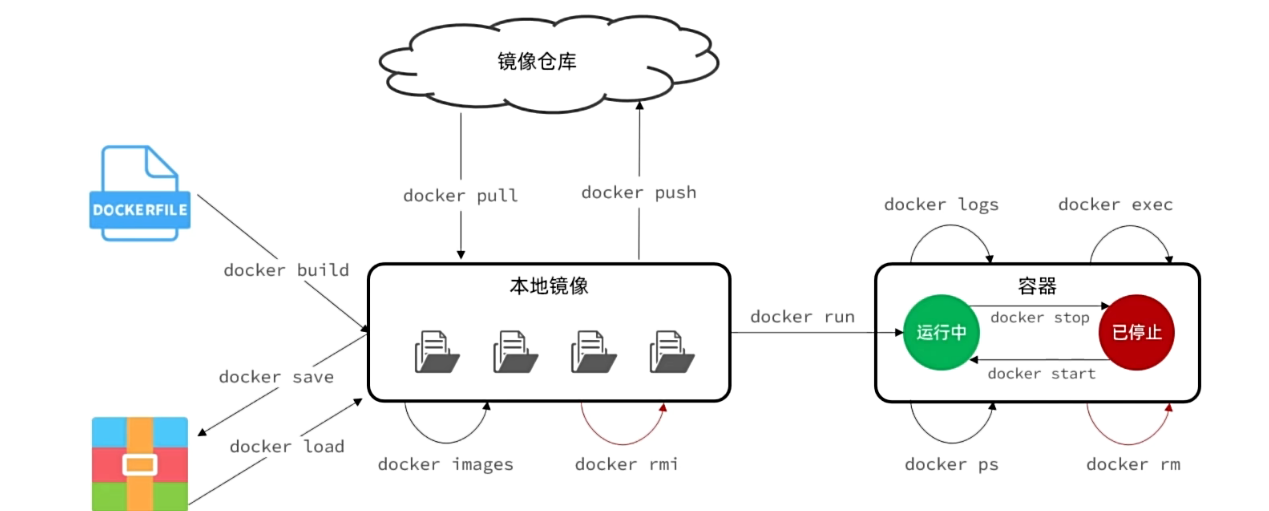 镜像仓库
docker pull
docker push
DOCKERFILE
docker build
docker save
docker load
本地镜像
docker images
docker rmi
docker run
docker logs
docker exec
容器
运行中
docker stop
已停止
docker start
docker ps
docker rm